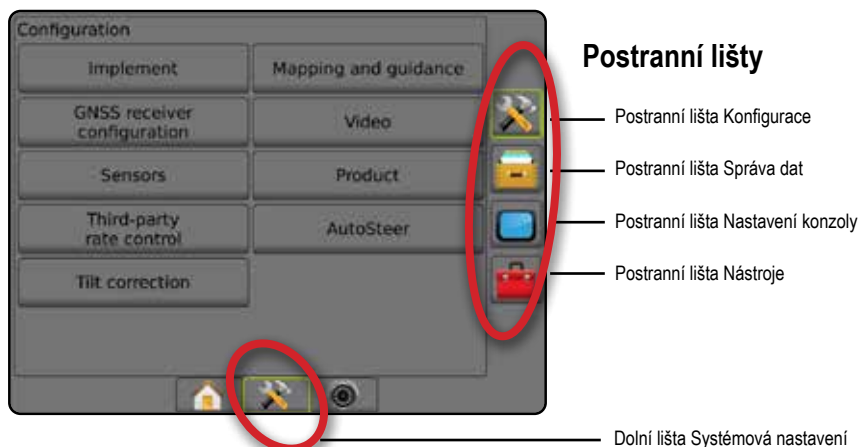 Configuration
Implement
Mapping and guidance
GNSS receiver
configuration
Video
Sensors
Product
Third-party
rate control
AutoSteer
Tilt correction
Postranní lišty
Postranní lišta Konfigurace
Postranní lišta Správa dat
Postranní lišta Nastavení konzoly
Postranní lišta Nástroje
Dolní lišta Systémová nastavení